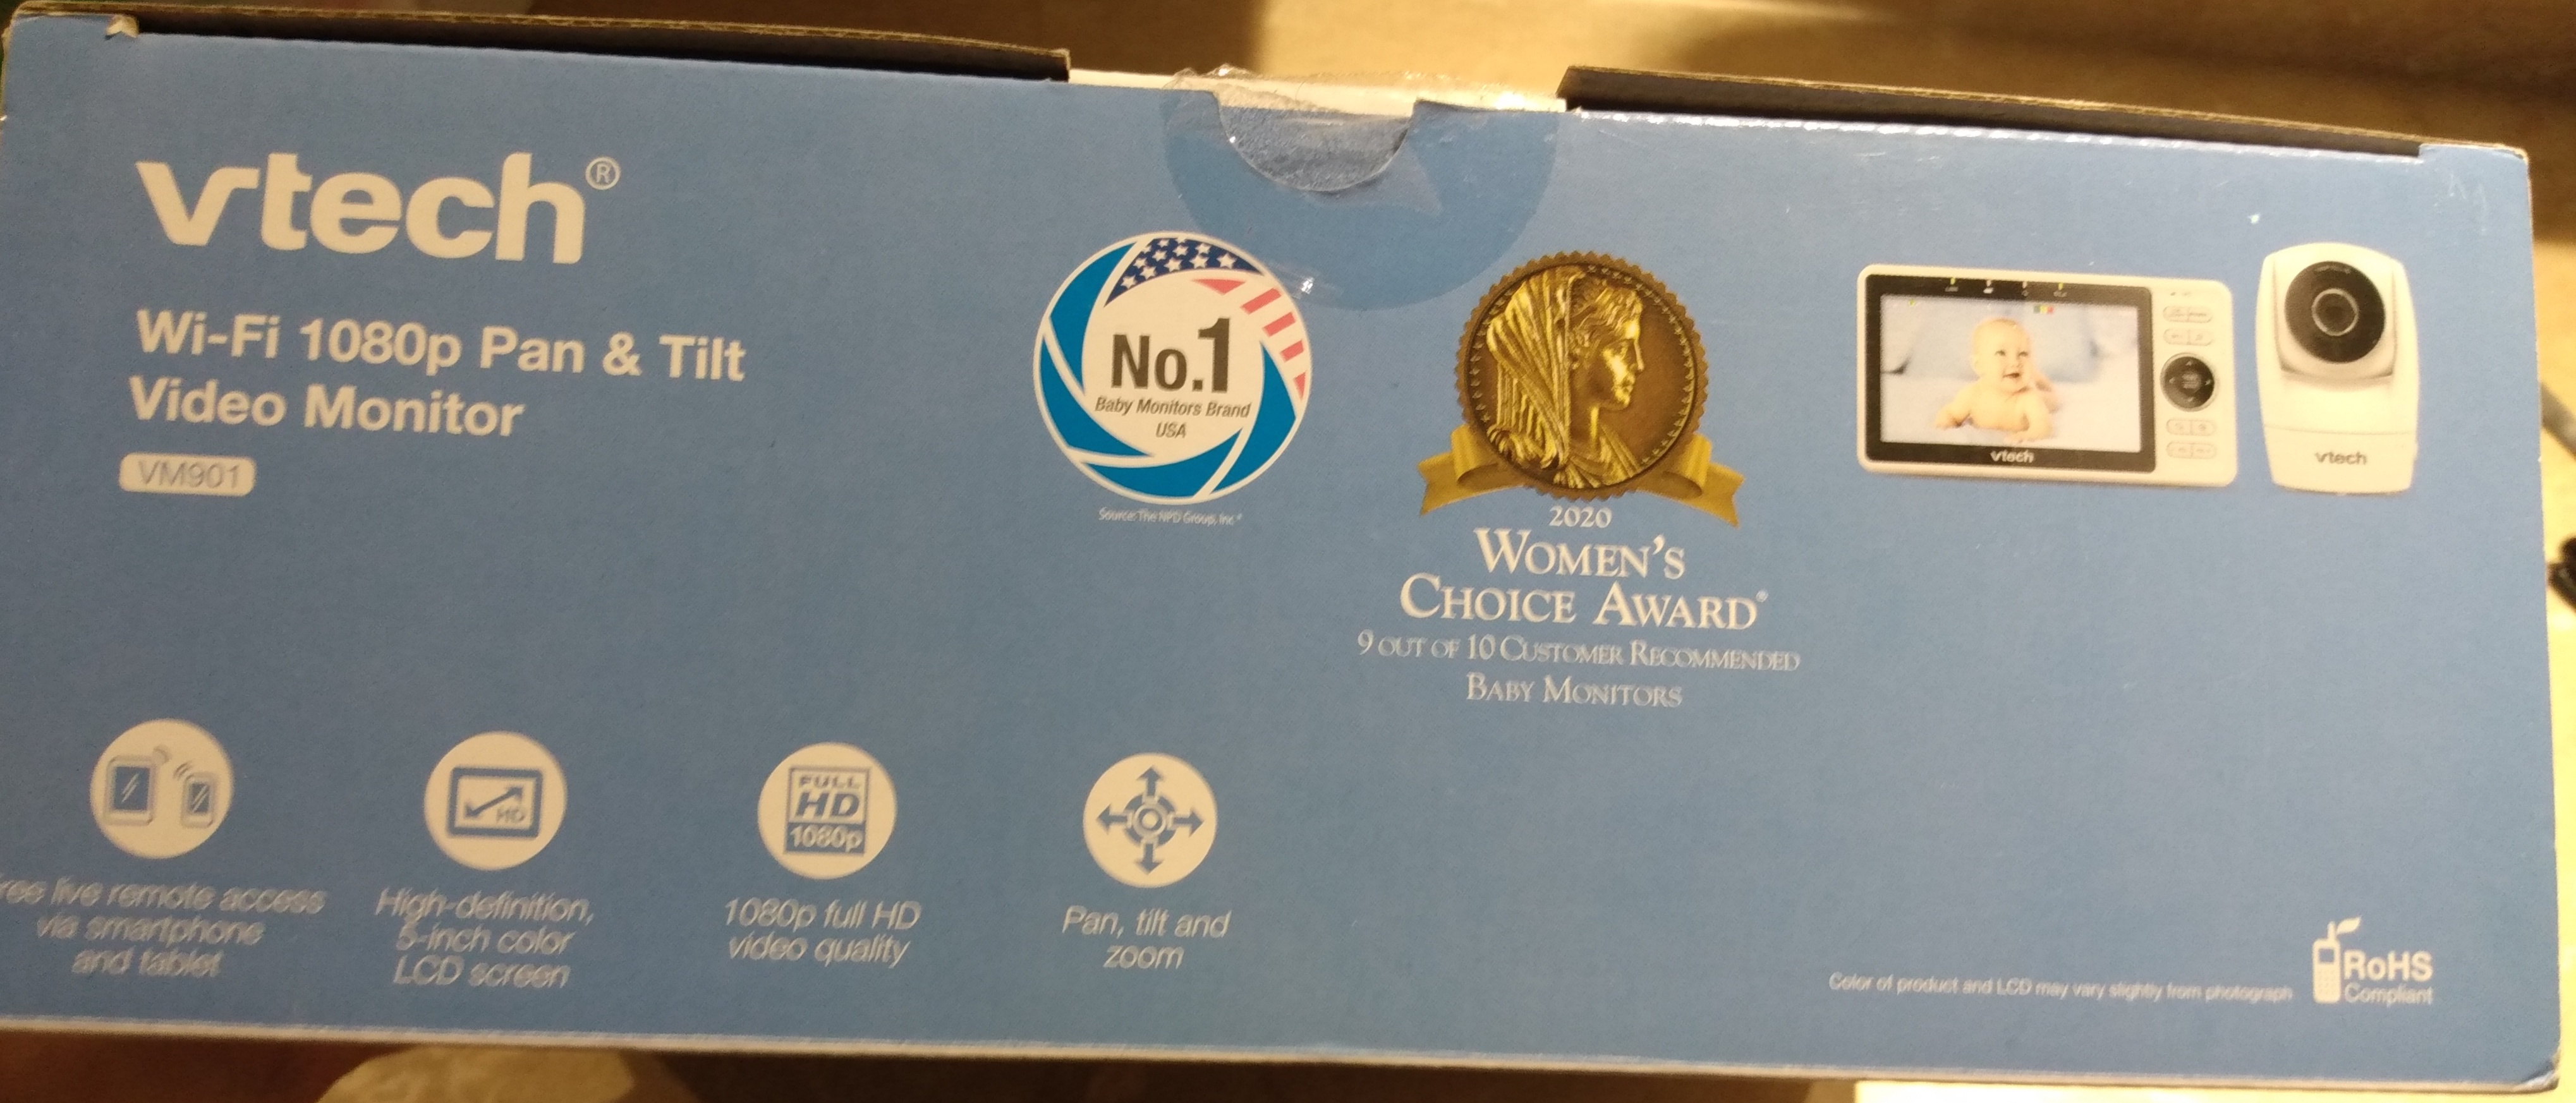 vtech®
Wi-Fi 1080p Pan & Tilt
Video Monitor
VM901
No.1
Baby Monitors Brand
USA
Source: The NPD Group, Inc.*
2020
WOMEN'S
CHOICE AWARD®
9 OUT OF 10 CUSTOMER RECOMMENDED
BABY MONITORS
vtech
vtech
HD
FULL
HD
1080p
ree live remote access
via smartphone
and tablet
High-definition,
5-inch color
LCD screen
1080p full HD
video quality
Pan, tilt and
zoom
Color of product and LCD may vary slightly from photograph
RoHS
Compliant